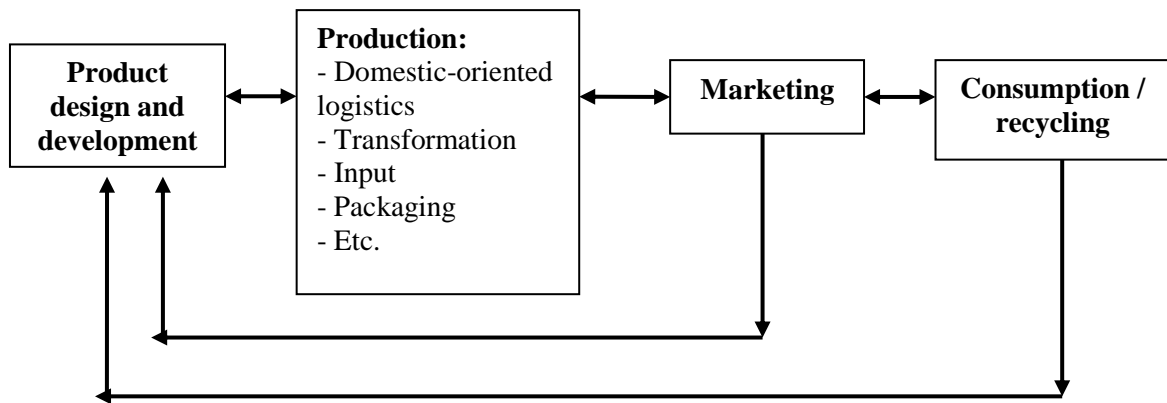 Product
design and
development
Production:
- Domestic-oriented
logistics
- Transformation
- Input
- Packaging
- Etc.
Marketing
Consumption /
recycling